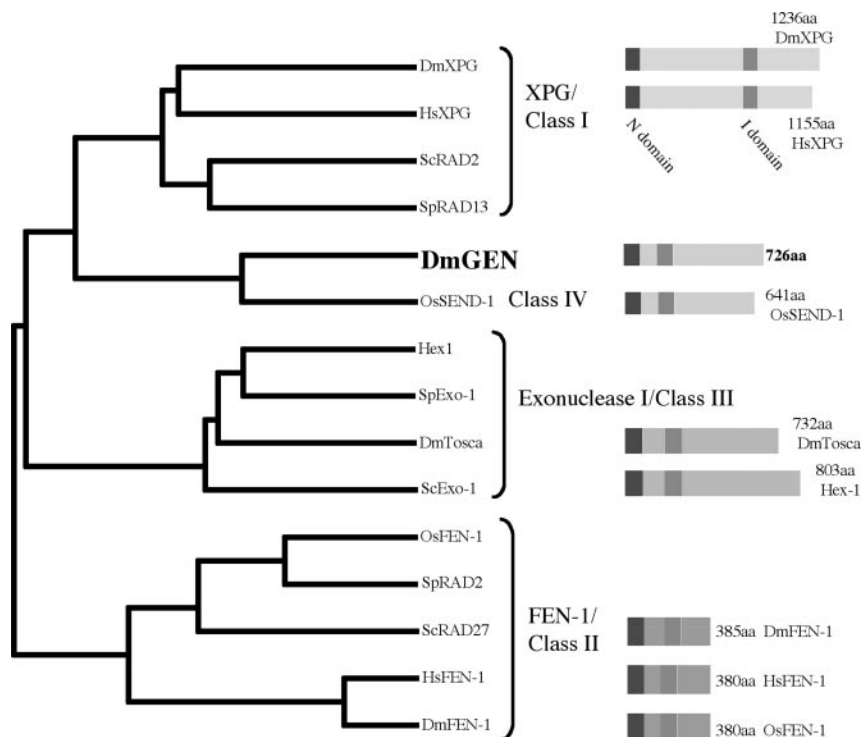 1236aa
DmXPG
DmXPG
XPG/
Class I
HsXPG
N domain
I domain
1155aa
HsXPG
ScRAD2
SpRAD13
DmGEN
726aa
OsSEND-1
Class IV
641aa
OsSEND-1
Hex1
SpExo-1
Exonuclease I/Class III
732aa
DmTosca
DmTosca
803aa
Hex-1
ScExo-1
OsFEN-1
SpRAD2
FEN-1/
Class II
ScRAD27
385aa DmFEN-1
HsFEN-1
380aa HsFEN-1
DmFEN-1
380aa OsFEN-1